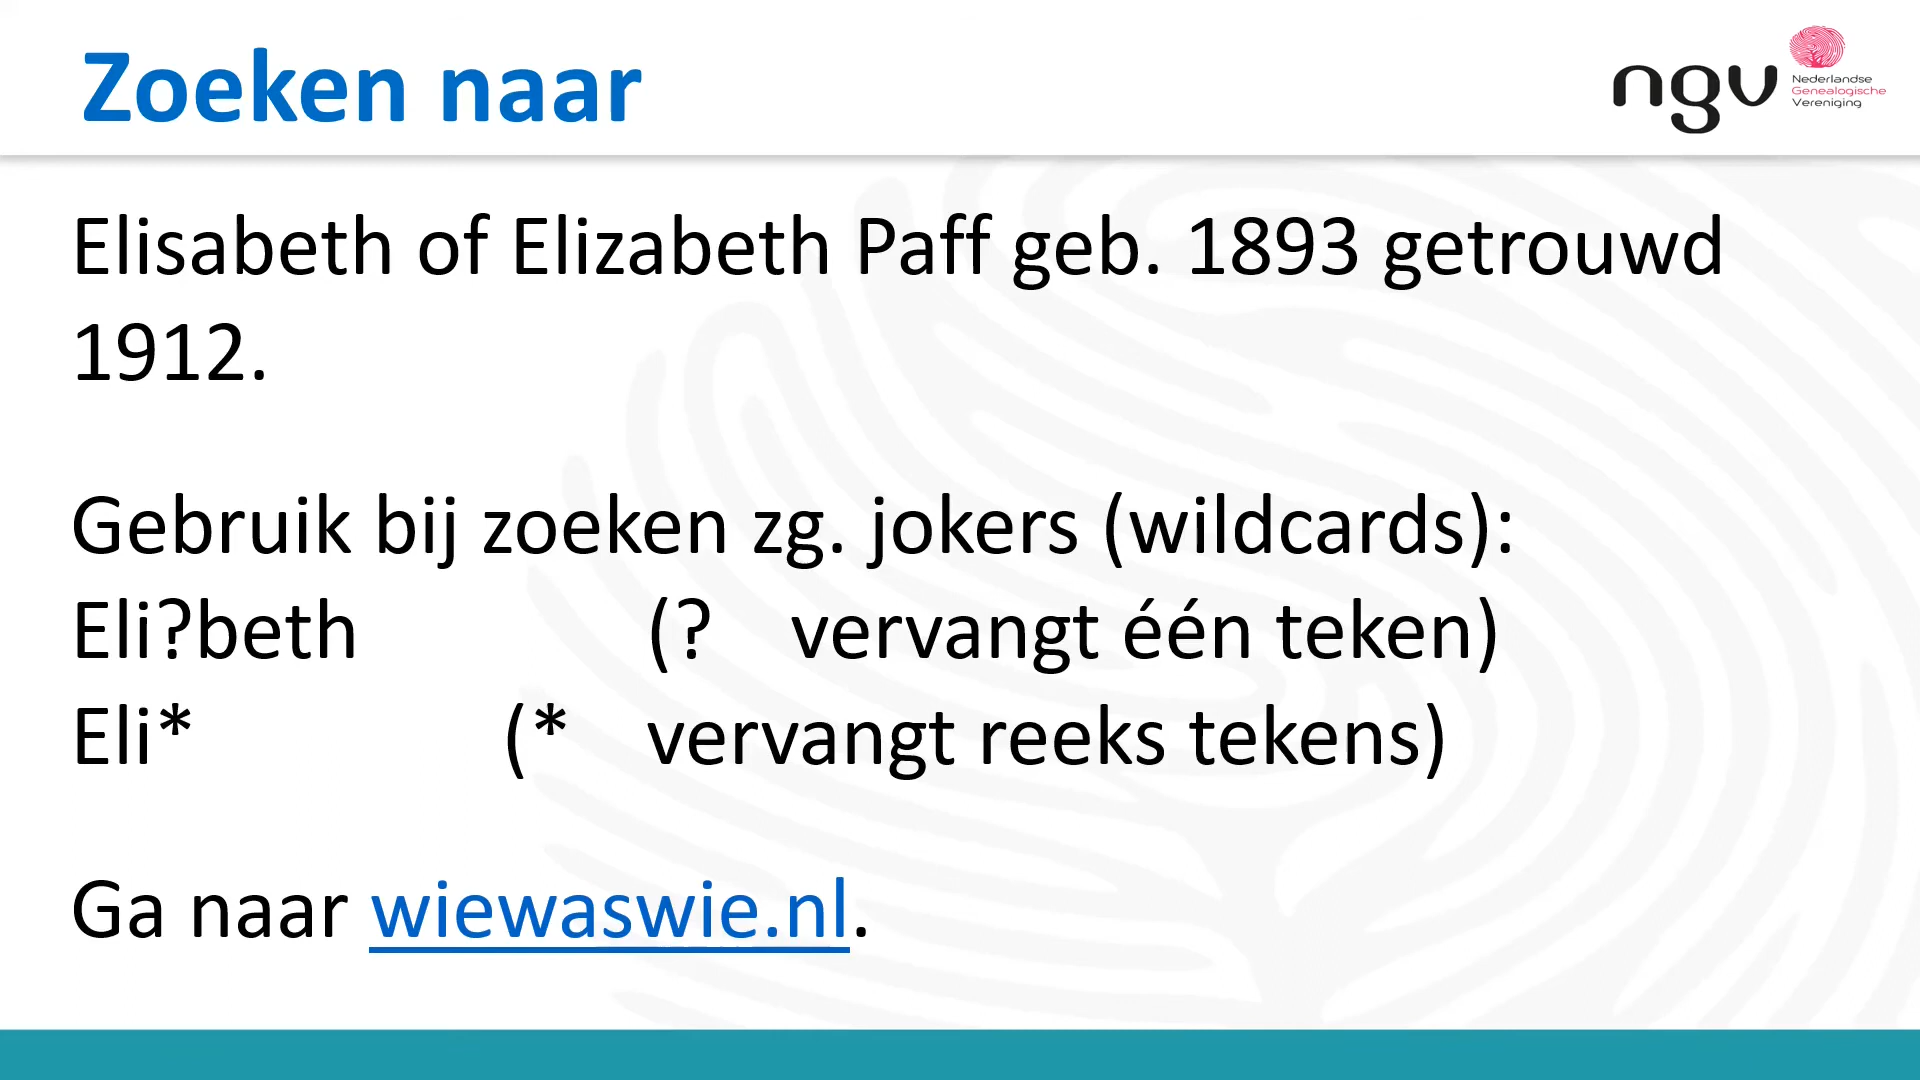 Zoeken naar
ngv
Nederlandse
Genealogische
Vereniging
Elisabeth of Elizabeth Paff geb. 1893 getrouwd
1912.
Gebruik bij zoeken zg. jokers (wildcards):
Eli?beth (? vervangt één teken)
Eli* (* vervangt reeks tekens)
Ga naar wiewaswie.nl.